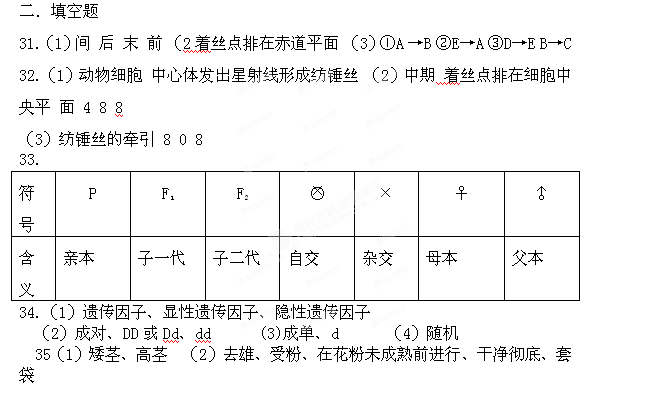 二．填空题
31.(1)间 后 末 前 (2着丝点排在赤道平面 (3)①A→B ②E→A ③D→E B→C
32.(1)动物细胞 中心体发出星射线形成纺锤丝 (2)中期 着丝点排在细胞中
央平 面 4 8 8
(3)纺锤丝的牵引 8 0 8
33.
符号 P F₁ F₂ ⊗ × ♀ ♂
含义 亲本 子一代 子二代 自交 杂交 母本 父本
34.(1)遗传因子、显性遗传因子、隐性遗传因子
(2)成对、DD或Dd、dd (3)成单、d (4)随机
35(1)矮茎、高茎 (2)去雄、受粉、在花粉未成熟前进行、干净彻底、套
袋